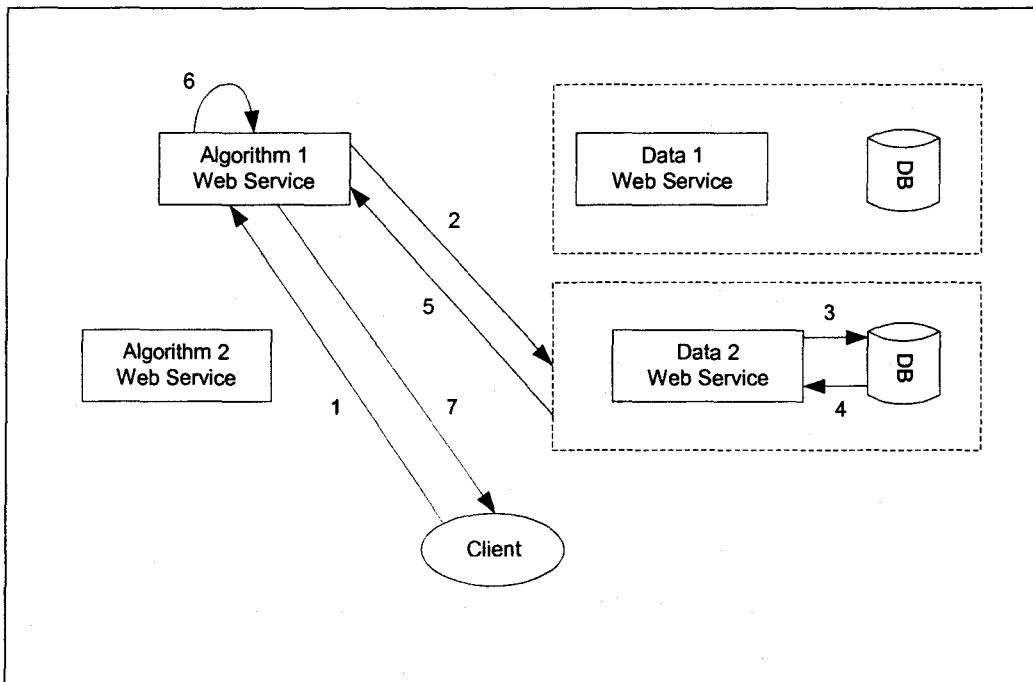 6
Algorithm 1
Web Service
Data 1
Web Service
DB
2
5
3
Algorithm 2
Web Service
Data 2
Web Service
DB
1
7
4
Client